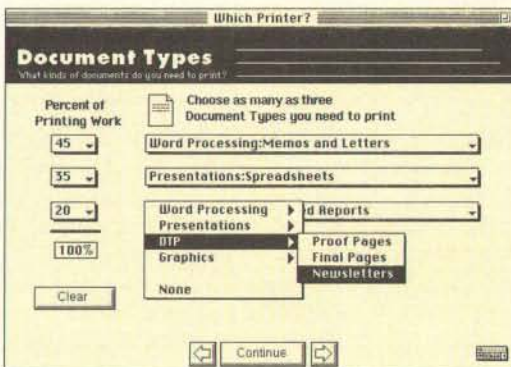 Which Printer?
Document Types
What kinds of documents do you need to print?
Percent of
Printing Work
Choose as many as three
Document Types you need to print
45
Word Processing:Memos and Letters
35
Presentations:Spreadsheets
20
d Reports
Word Processing
Presentations
DTP
Graphics
None
Proof Pages
Final Pages
Newsletters
100%
Clear
Continue